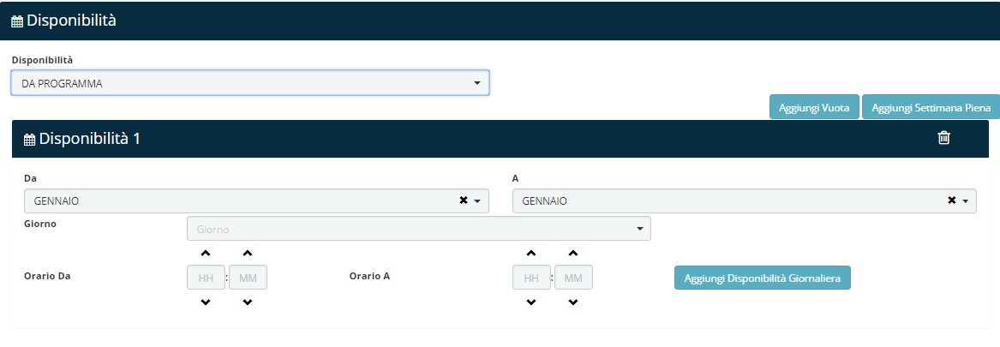 Disponibilità
Disponibilità
DA PROGRAMMA
Aggiungi Vuota Aggiungi Settimana Piena
Disponibilità 1
Da A
GENNAIO GENNAIO
Giorno Giorno
Orario Da HH : MM Orario A HH : MM Aggiungi Disponibilità Giornaliera